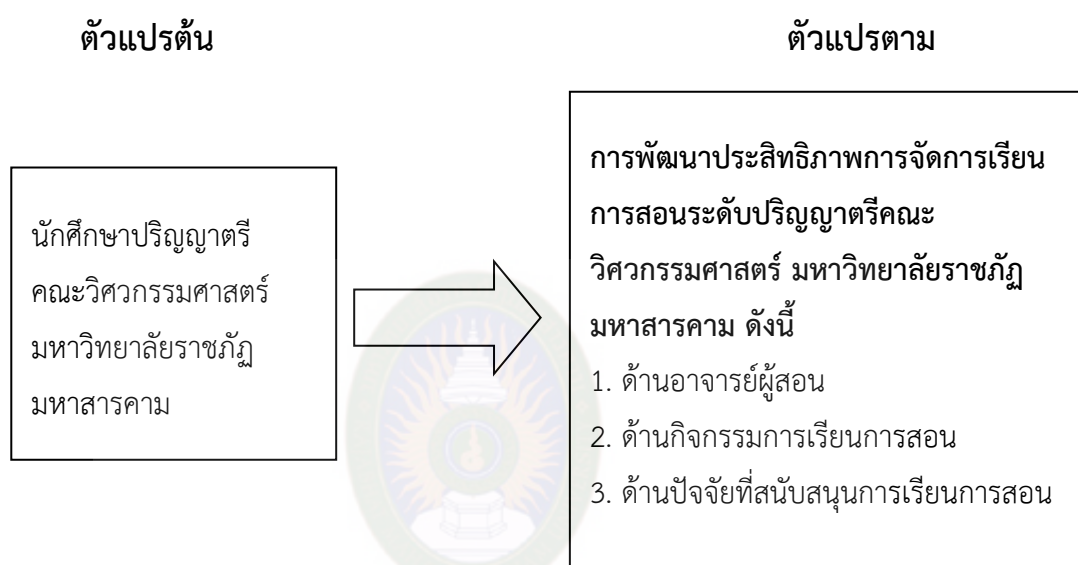 ตัวแปรต้น
ตัวแปรตาม
นักศึกษาปริญญาตรี
คณะวิศวกรรมศาสตร์
มหาวิทยาลัยราชภัฏ
มหาสารคาม
การพัฒนาประสิทธิภาพการจัดการเรียน
การสอนระดับปริญญาตรีคณะ
วิศวกรรมศาสตร์ มหาวิทยาลัยราชภัฏ
มหาสารคาม ดังนี้
1. ด้านอาจารย์ผู้สอน
2. ด้านกิจกรรมการเรียนการสอน
3. ด้านปัจจัยที่สนับสนุนการเรียนการสอน